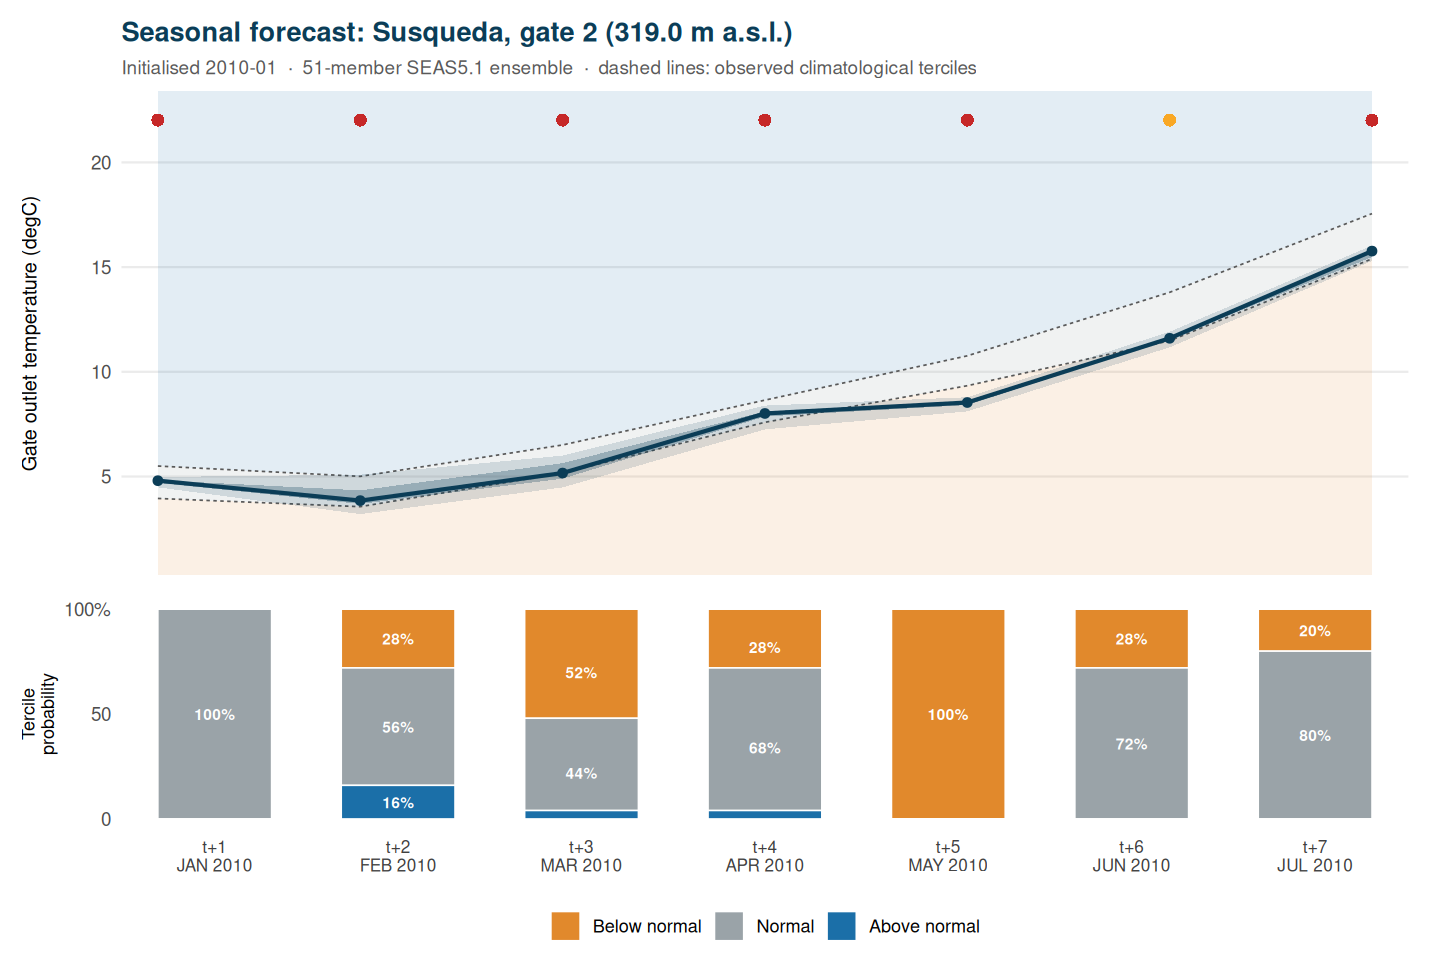 Seasonal forecast: Susqueda, gate 2 (319.0 m a.s.l.)
Initialised 2010-01 · 51-member SEAS5.1 ensemble · dashed lines: observed climatological terciles
Gate outlet temperature (degC)
20
15
10
5
Tercile
probability
100%
50
0
100%
28%
56%
16%
52%
44%
28%
68%
100%
28%
72%
20%
80%
t+1
JAN 2010
t+2
FEB 2010
t+3
MAR 2010
t+4
APR 2010
t+5
MAY 2010
t+6
JUN 2010
t+7
JUL 2010
Below normal
Normal
Above normal